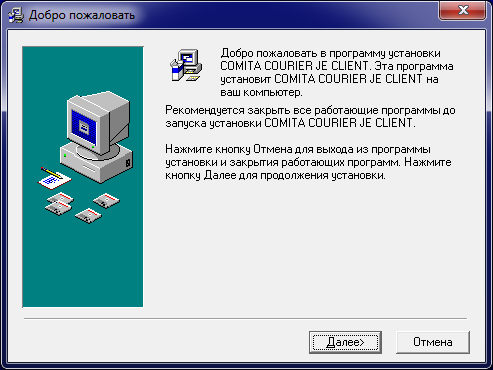 Добро пожаловать
Добро пожаловать в программу установки
COMITA COURIER JE CLIENT. Эта программа
установит COMITA COURIER JE CLIENT на
ваш компьютер.
Рекомендуется закрыть все работающие программы до
запуска установки COMITA COURIER JE CLIENT.
Нажмите кнопку Отмена для выхода из программы
установки и закрытия работающих программ. Нажмите
кнопку Далее для продолжения установки.
Далее>
Отмена